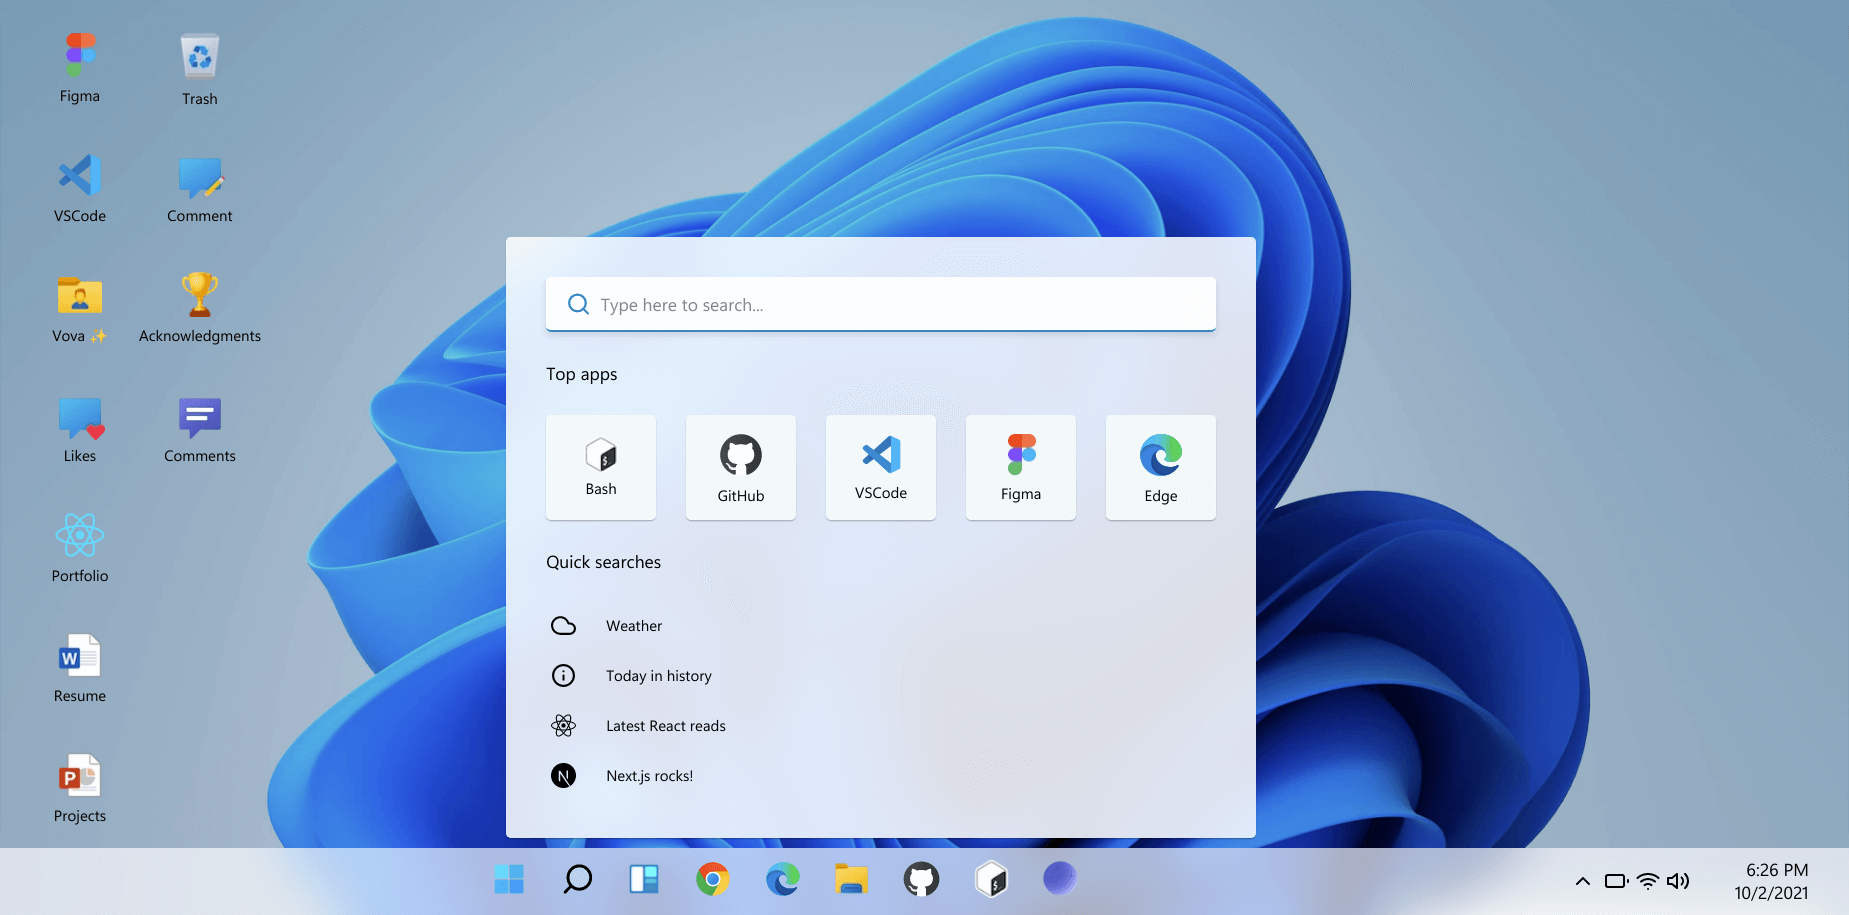 Figma
Trash
VSCode
Comment
Vova ✨
Acknowledgments
Likes
Comments
Portfolio
W
Resume
P
Projects
Type here to search...
Top apps
$
Bash
GitHub
VSCode
Figma
Edge
Quick searches
Weather
Today in history
Latest React reads
N
Next.js rocks!
$
6:26 PM
10/2/2021